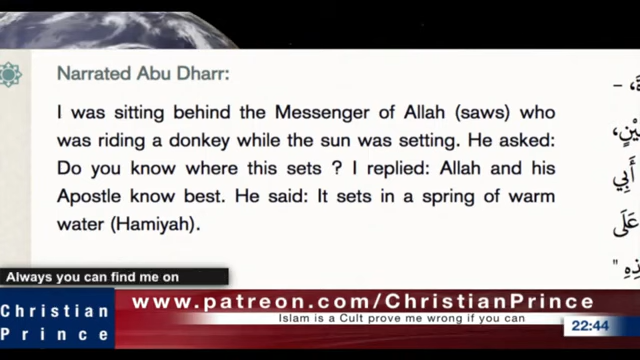 Narrated Abu Dharr:
I was sitting behind the Messenger of Allah (saws) who
was riding a donkey while the sun was setting. He asked:
Do you know where this sets ? I replied: Allah and his
Apostle know best. He said: It sets in a spring of warm
water (Hamiyah).
أَبِي
عَلَى
Always you can find me on
Christian
Prince
www.patreon.com/ChristianPrince
Islam is a Cult prove me wrong if you can
22:44